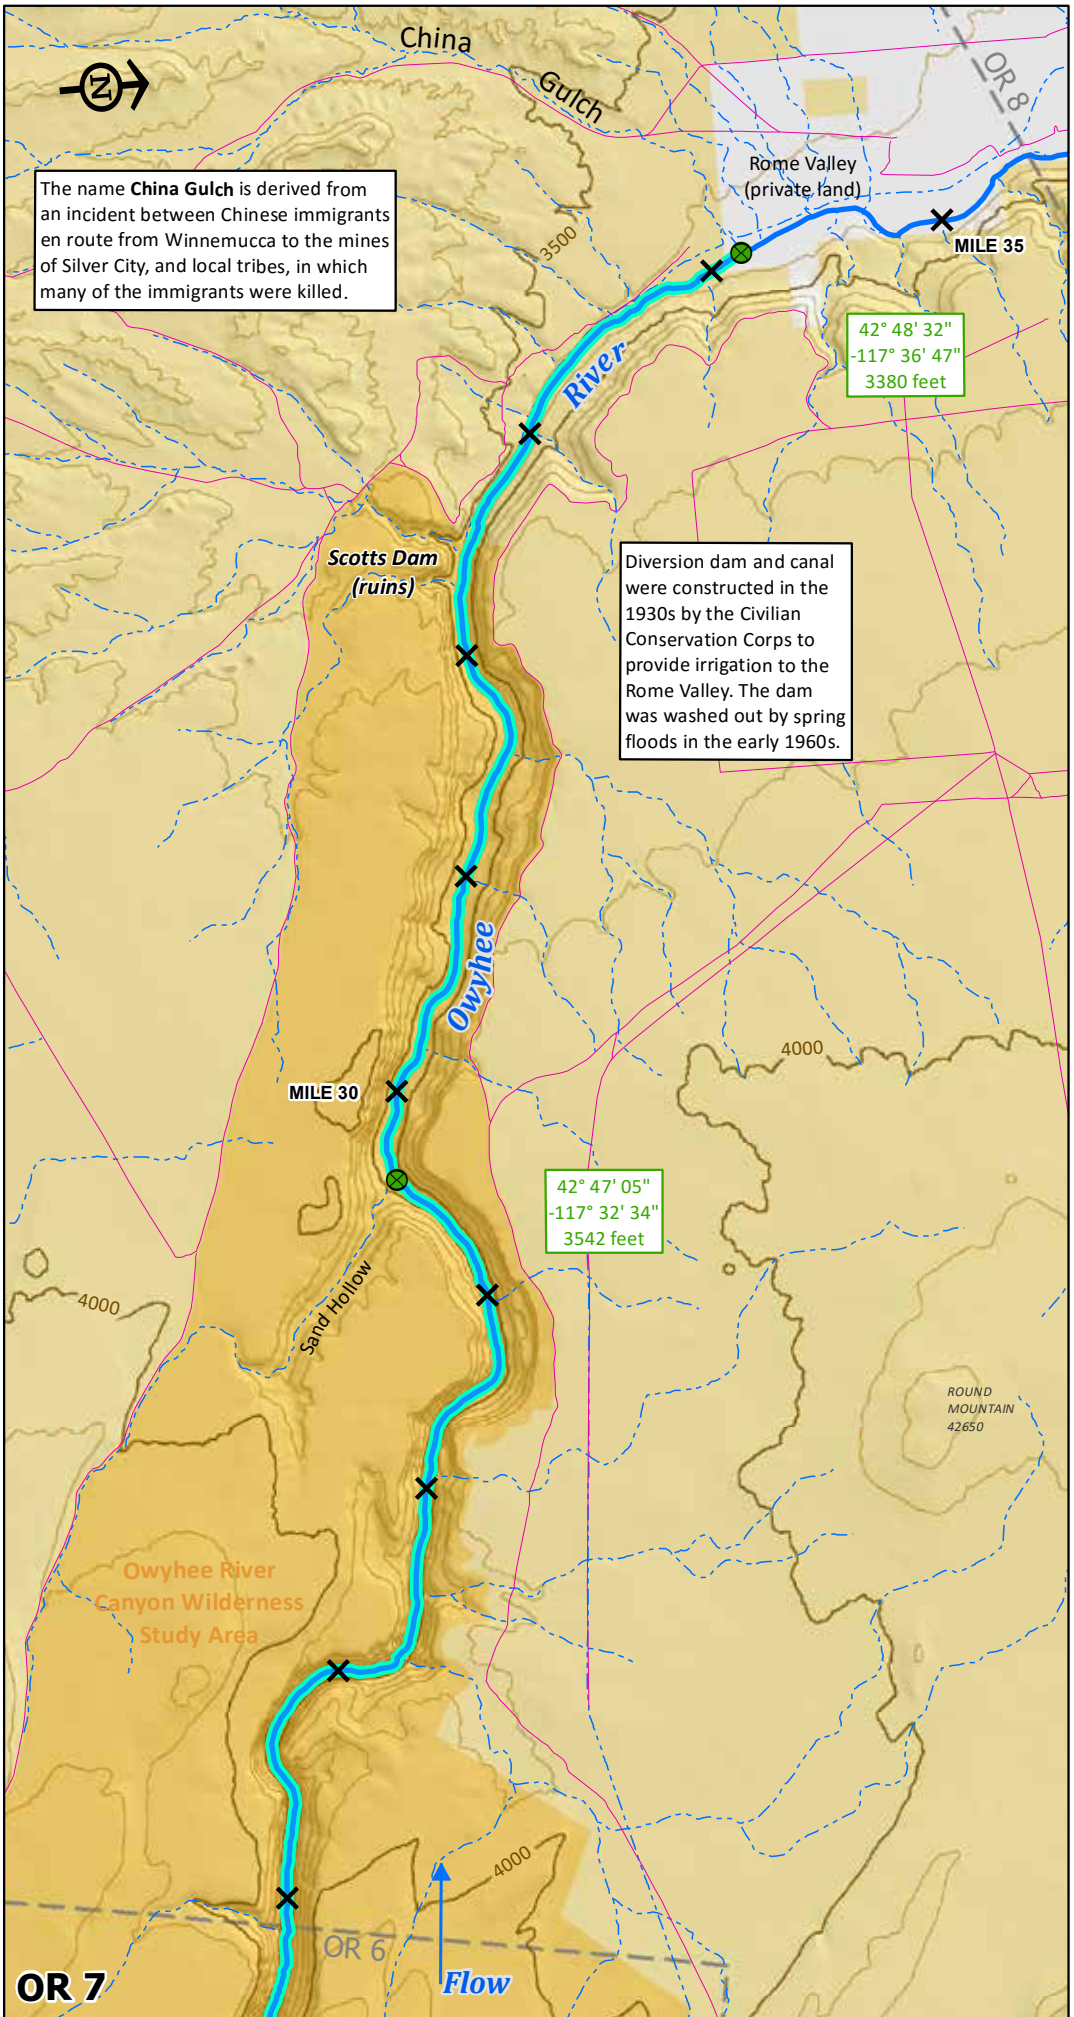 China
Gulch
N
OR 8
Rome Valley
(private land)
The name China Gulch is derived from
an incident between Chinese immigrants
en route from Winnemucca to the mines
of Silver City, and local tribes, in which
many of the immigrants were killed.
3500
MILE 35
42° 48' 32"
-117° 36' 47"
3380 feet
River
Scotts Dam
(ruins)
Diversion dam and canal
were constructed in the
1930s by the Civilian
Conservation Corps to
provide irrigation to the
Rome Valley. The dam
was washed out by spring
floods in the early 1960s.
Owyhee
4000
MILE 30
42° 47' 05"
-117° 32' 34"
3542 feet
Sand Hollow
4000
ROUND
MOUNTAIN
42650
Owyhee River
Canyon Wilderness
Study Area
4000
OR 6
Flow
OR 7